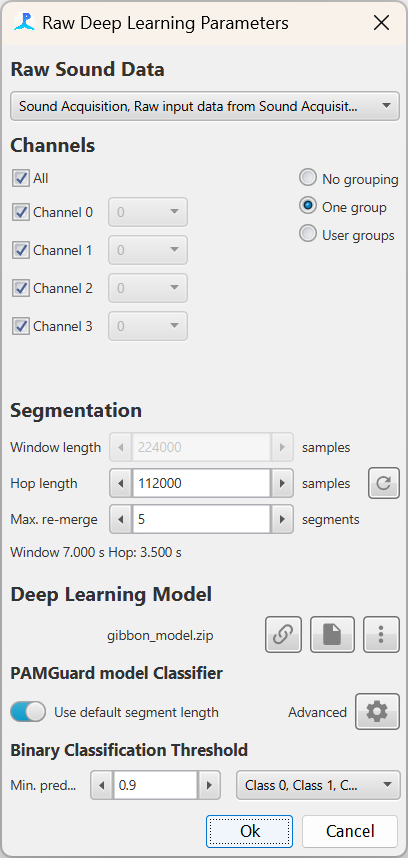 Raw Deep Learning Parameters
Raw Sound Data
Sound Acquisition, Raw input data from Sound Acquisit...
Channels
All
No grouping
Channel 0 0
One group
User groups
Channel 1 0
Channel 2 0
Channel 3 0
Segmentation
Window length 224000 samples
Hop length 112000 samples
Max. re-merge 5 segments
Window 7.000 s Hop: 3.500 s
Deep Learning Model
gibbon_model.zip
PAMGuard model Classifier
Use default segment length Advanced
Binary Classification Threshold
Min. pred... 0.9 Class 0, Class 1, C...
Ok Cancel